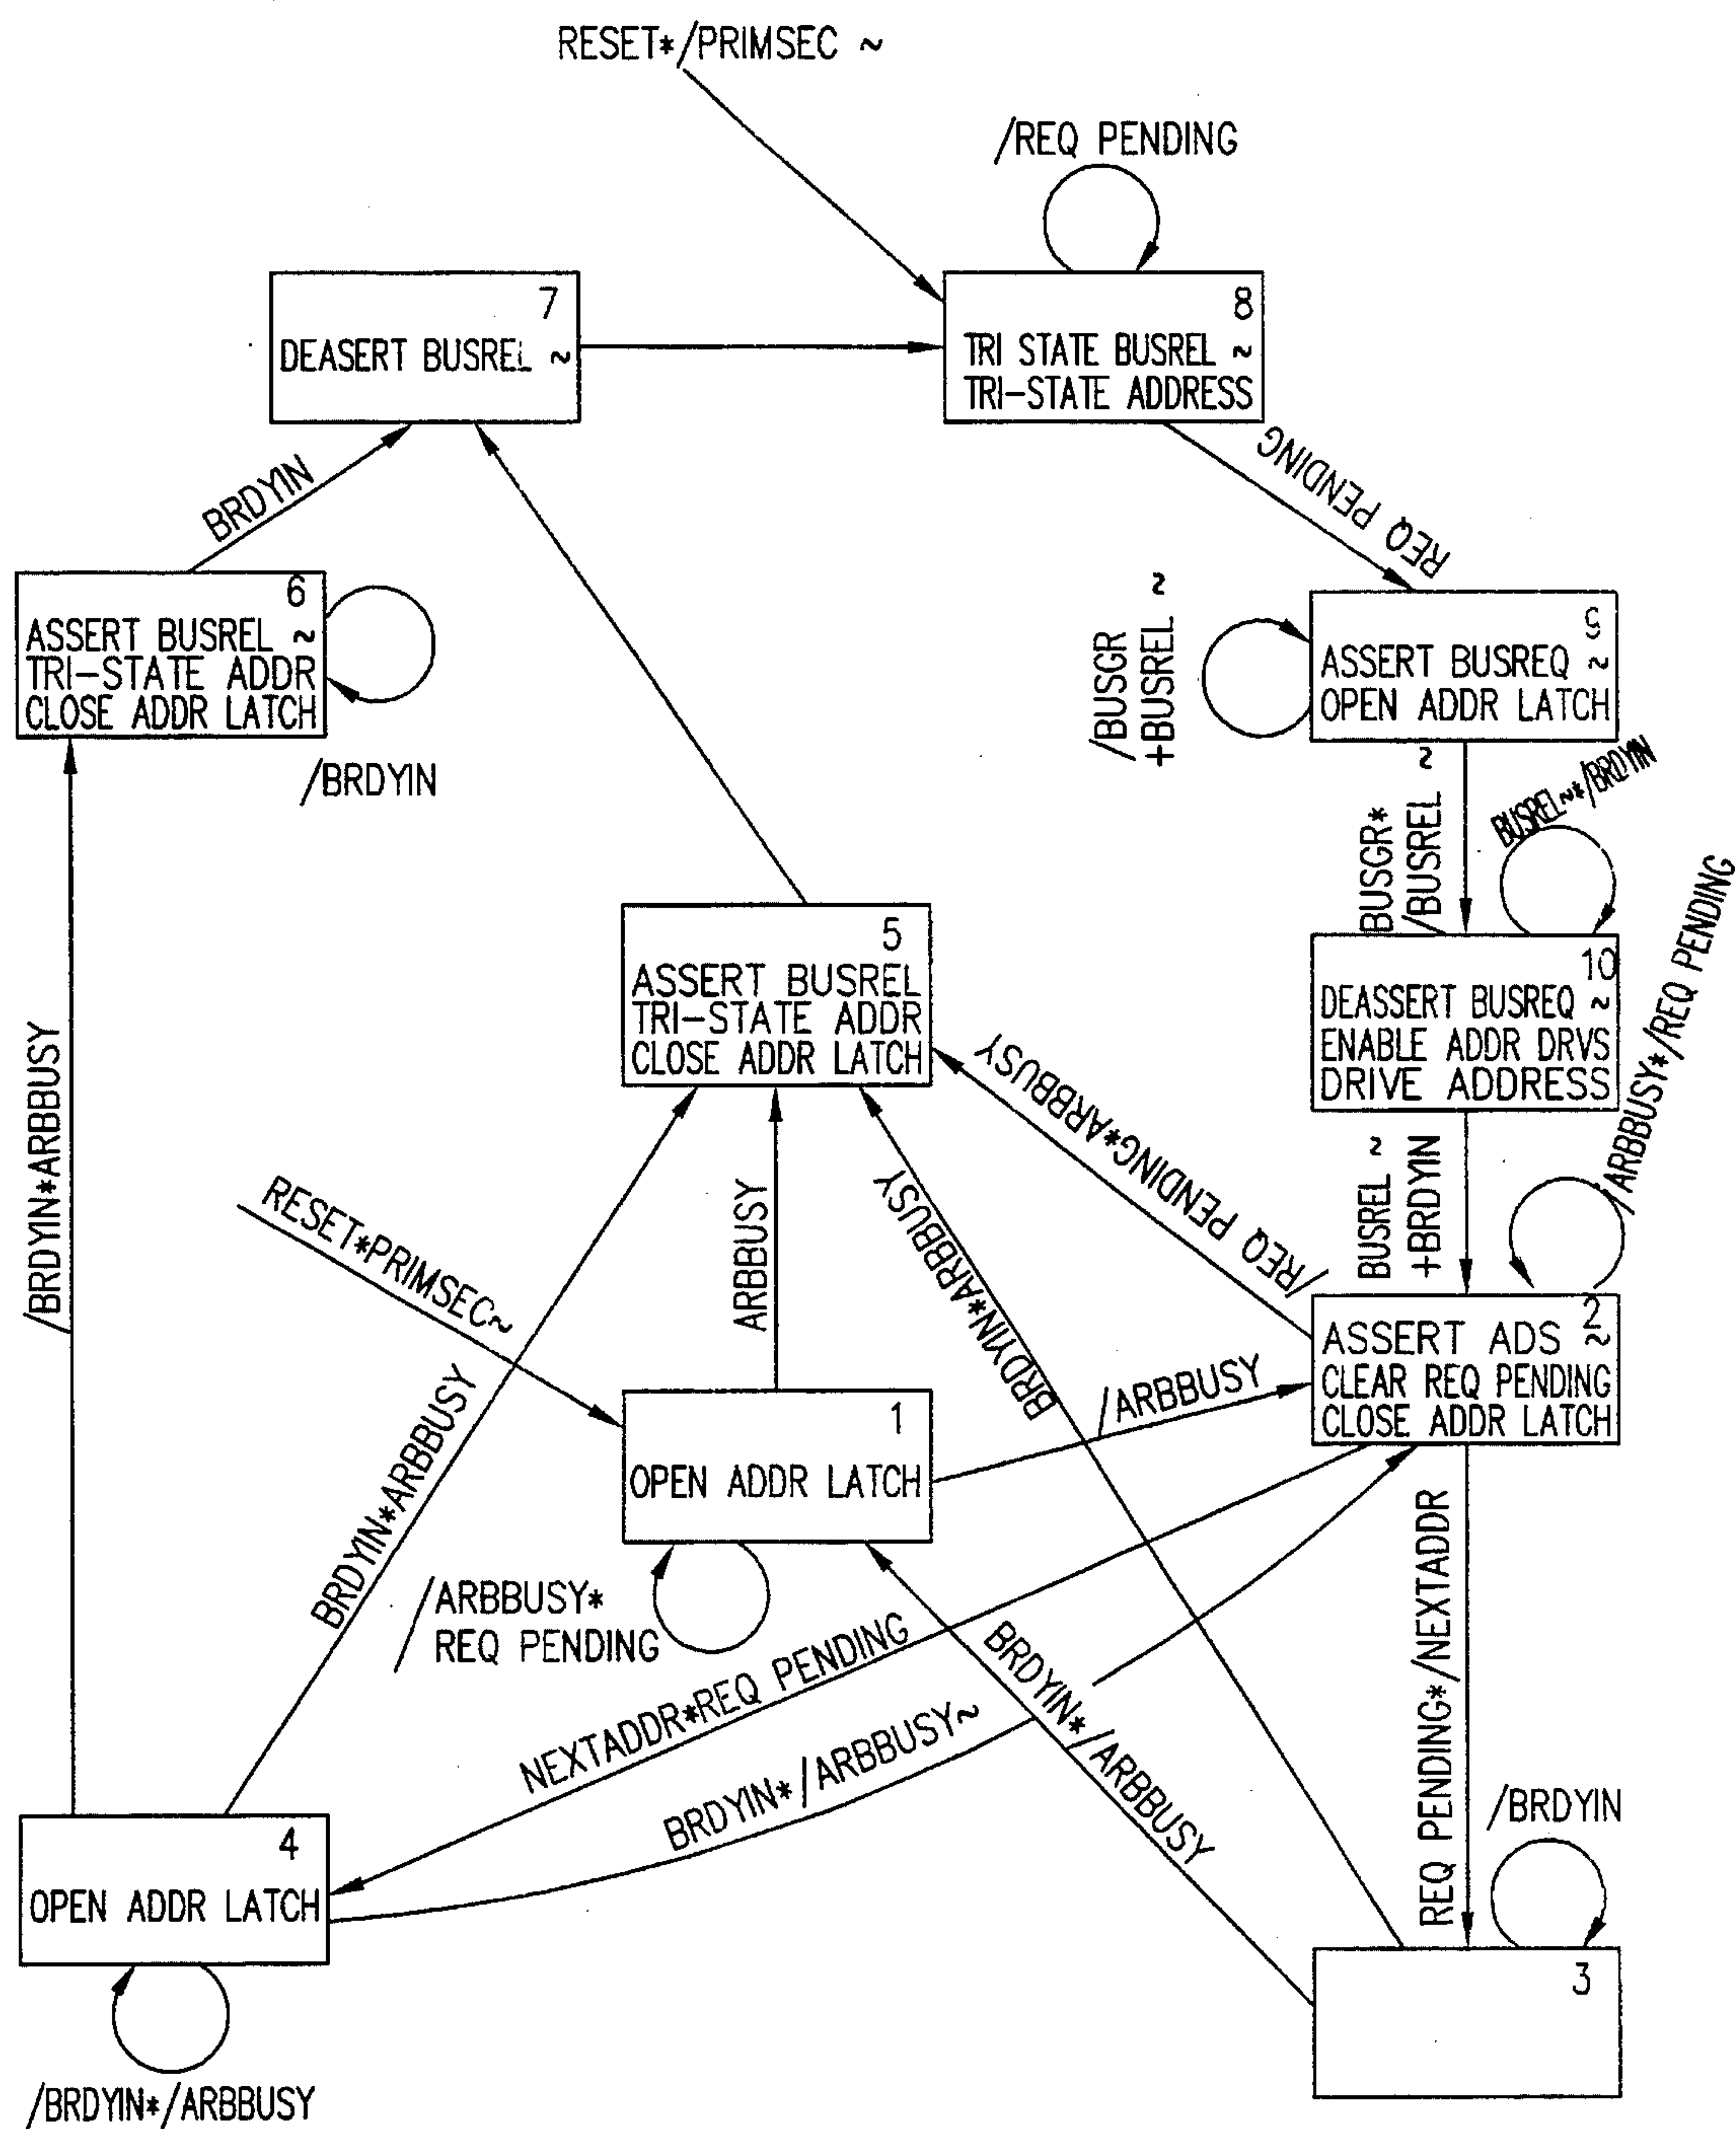 RESET*/PRIMSEC ~
/REQ PENDING
7
DEASERT BUSREL ~
8
TRI STATE BUSREL ~
TRI-STATE ADDRESS
REQ PENDING
BRDYIN
6
ASSERT BUSREL ~
TRI-STATE ADDR
CLOSE ADDR LATCH
/BRDYIN
/BUSGR
+BUSREL ~
9
ASSERT BUSREQ ~
OPEN ADDR LATCH
BUSGR*
/BUSREL ~
BUSREL~*/BRDYIN
5
ASSERT BUSREL
TRI-STATE ADDR
CLOSE ADDR LATCH
10
DEASSERT BUSREQ ~
ENABLE ADDR DRVS
DRIVE ADDRESS
/ARBBUSY*/REQ PENDING
/BRDYIN*ARBBUSY
/REQ PENDING*ARBBUSY
BUSREL ~
+BRDYIN
RESET*PRIMSEC~
ARBBUSY
BRDYIN*ARBBUSY
BRDYIN*ARBBUSY
2
ASSERT ADS ~
CLEAR REQ PENDING
CLOSE ADDR LATCH
/ARBBUSY
1
OPEN ADDR LATCH
/ARBBUSY*
REQ PENDING
NEXTADDR*REQ PENDING
BRDYIN*/ARBBUSY~
BRDYIN*/ARBBUSY
REQ PENDING*/NEXTADDR
/BRDYIN
4
OPEN ADDR LATCH
/BRDYIN*/ARBBUSY
3